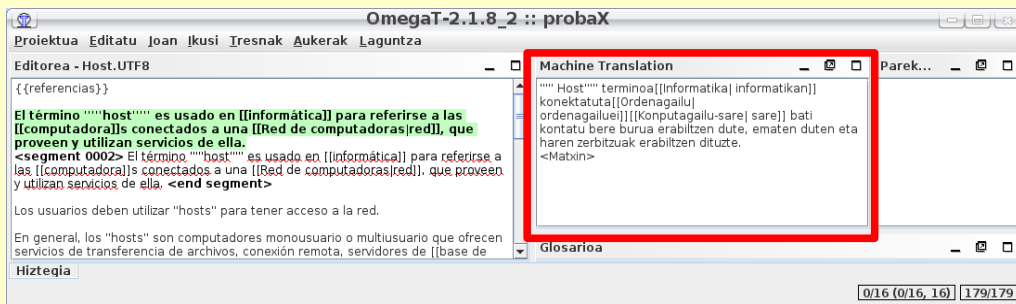 OmegaT-2.1.8_2 :: probaX
Proiektua Editatu Joan Ikusi Tresnak Aukerak Laguntza
Editorea - Host.UTF8
{{referencias}}
El término '''''host''''' es usado en [[informática]] para referirse a las
[[computadora]]s conectados a una [[Red de computadoras|red]], que
proveen y utilizan servicios de ella.
<segment 0002> El término '''''host''''' es usado en [[informática]] para referirse a
las [[computadora]]s conectados a una [[Red de computadoras|red]], que proveen
y utilizan servicios de ella. <end segment>
Los usuarios deben utilizar "hosts" para tener acceso a la red.
En general, los "hosts" son computadores monousuario o multiusuario que ofrecen
servicios de transferencia de archivos, conexión remota, servidores de [[base de
Machine Translation
''''' Host''''' terminoa[[Informatika| informatikan]]
konektatuta[[Ordenagailu|
ordenagailuei]][[Konputagailu-sare| sare]] bati
kontatu bere burua erabiltzen dute, ematen duten eta
haren zerbitzuak erabiltzen dituzte.
<Matxin>
Parek...
Glosarioa
Hiztegia
0/16 (0/16, 16) 179/179